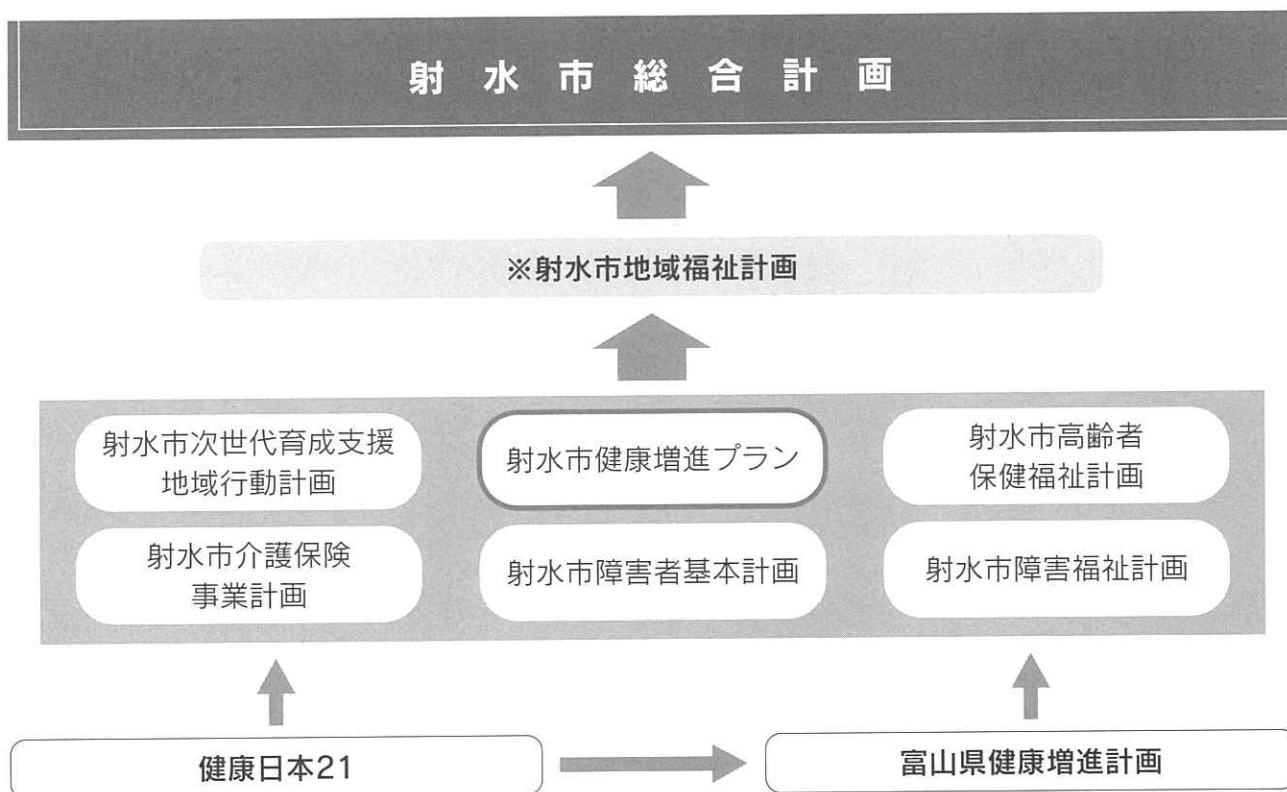 射水市総合計画
※射水市地域福祉計画
射水市次世代育成支援
地域行動計画
射水市健康増進プラン
射水市高齢者
保健福祉計画
射水市介護保険
事業計画
射水市障害者基本計画
射水市障害福祉計画
健康日本21
富山県健康増進計画